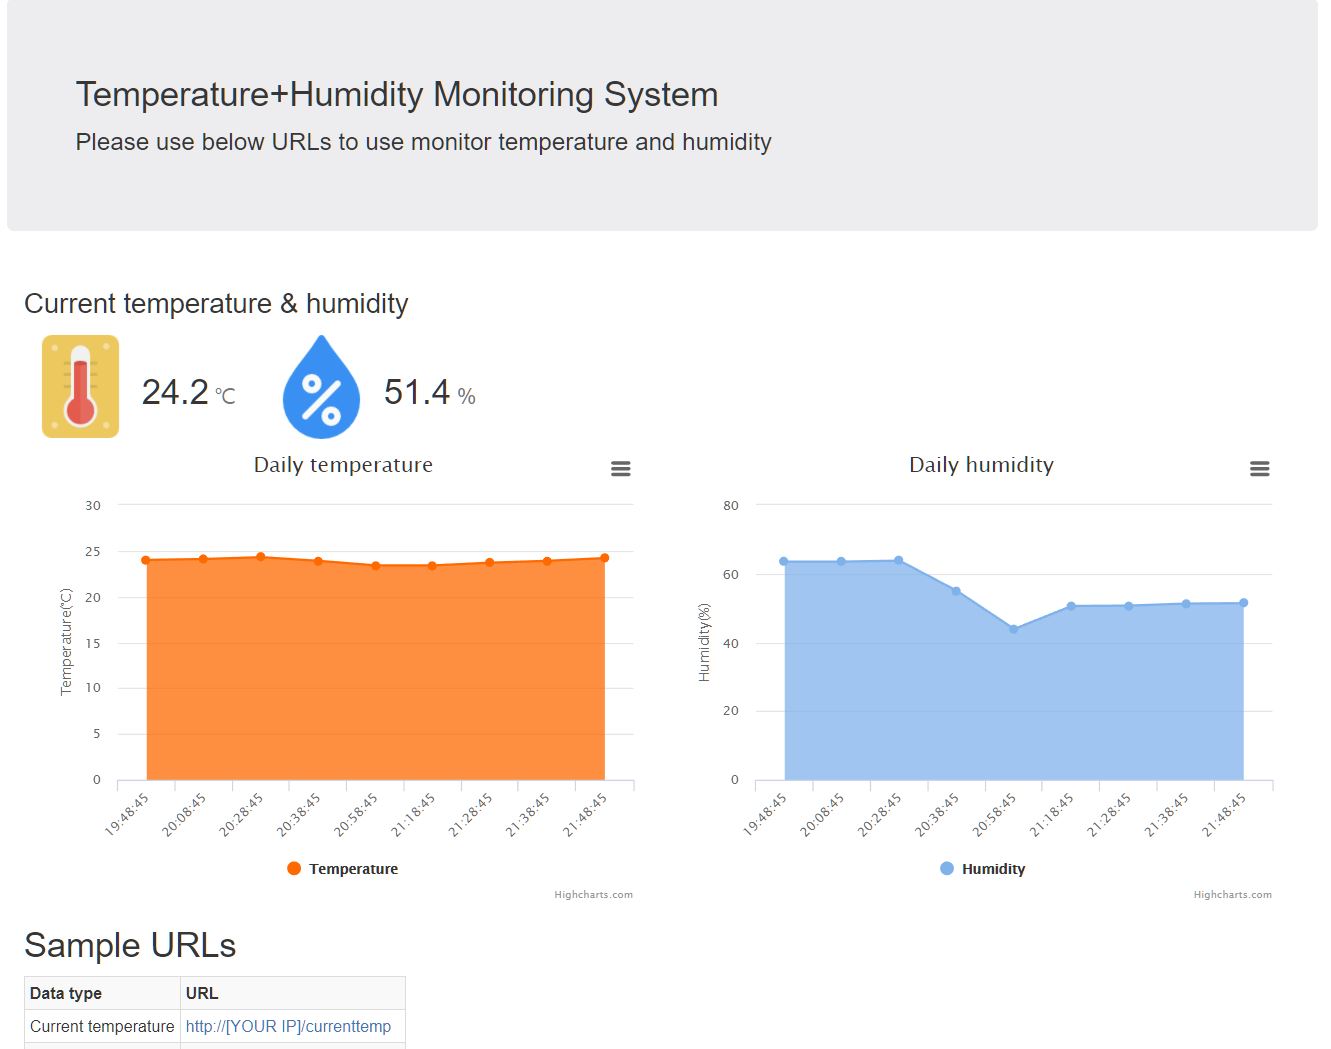 Temperature+Humidity Monitoring System
Please use below URLs to use monitor temperature and humidity
Current temperature & humidity
24.2 °C
51.4 %
Daily temperature
30
25
20
15
10
5
0
Temperature(°C)
19:48:45
20:08:45
20:28:45
20:38:45
20:58:45
21:18:45
21:28:45
21:38:45
21:48:45
Temperature
Highcharts.com
Daily humidity
80
60
40
20
0
Humidity(%)
19:48:45
20:08:45
20:28:45
20:38:45
20:58:45
21:18:45
21:28:45
21:38:45
21:48:45
Humidity
Highcharts.com
Sample URLs
Data type URL
Current temperature http://[YOUR IP]/currenttemp